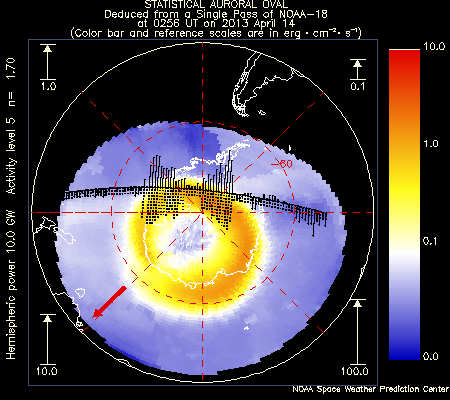 STATISTICAL AURORAL OVAL
Deduced from a Single Pass of NOAA-18
at 0256 UT on 2013 April 14
(Color bar and reference scales are in erg · cm⁻² · s⁻¹)
Hemispheric power 10.0 GW Activity level 5 n= 1.70
1.0
0.1
10.0
100.0
-60
10.0
1.0
0.1
0.0
NOAA Space Weather Prediction Center